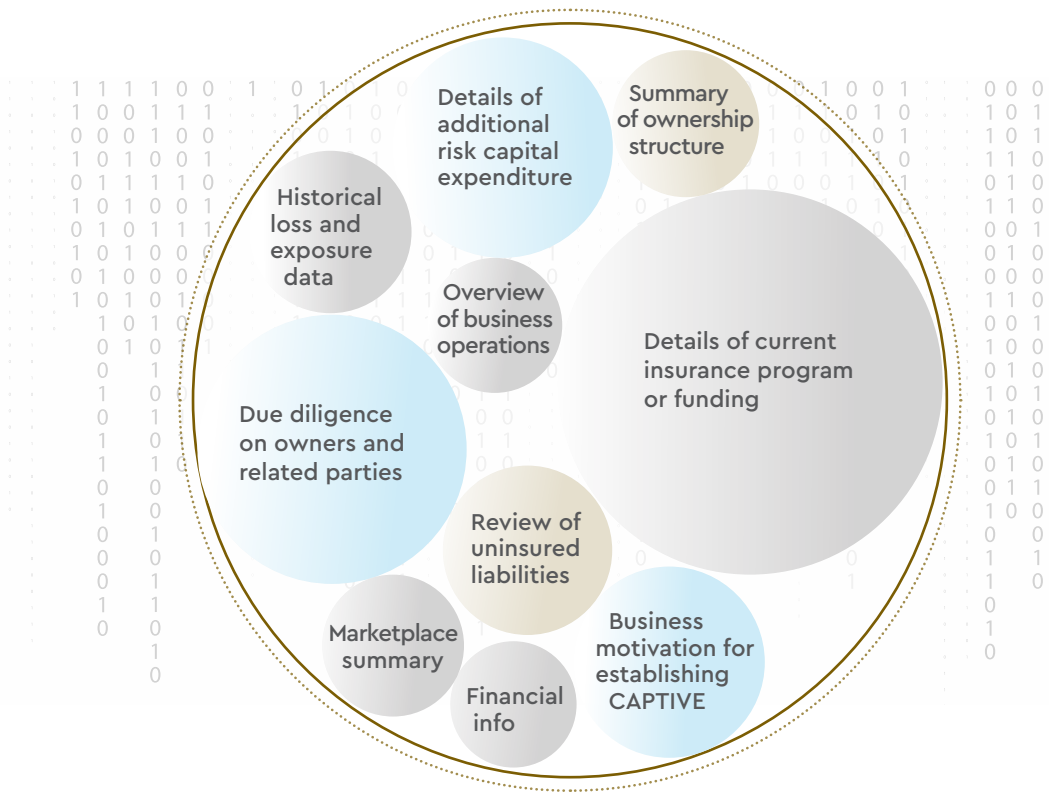 Details of
additional
risk capital
expenditure
Summary
of ownership
structure
Historical
loss and
exposure
data
Overview
of business
operations
Details of current
insurance program
or funding
Due diligence
on owners and
related parties
Review of
uninsured
liabilities
Business
motivation for
establishing
CAPTIVE
Marketplace
summary
Financial
info